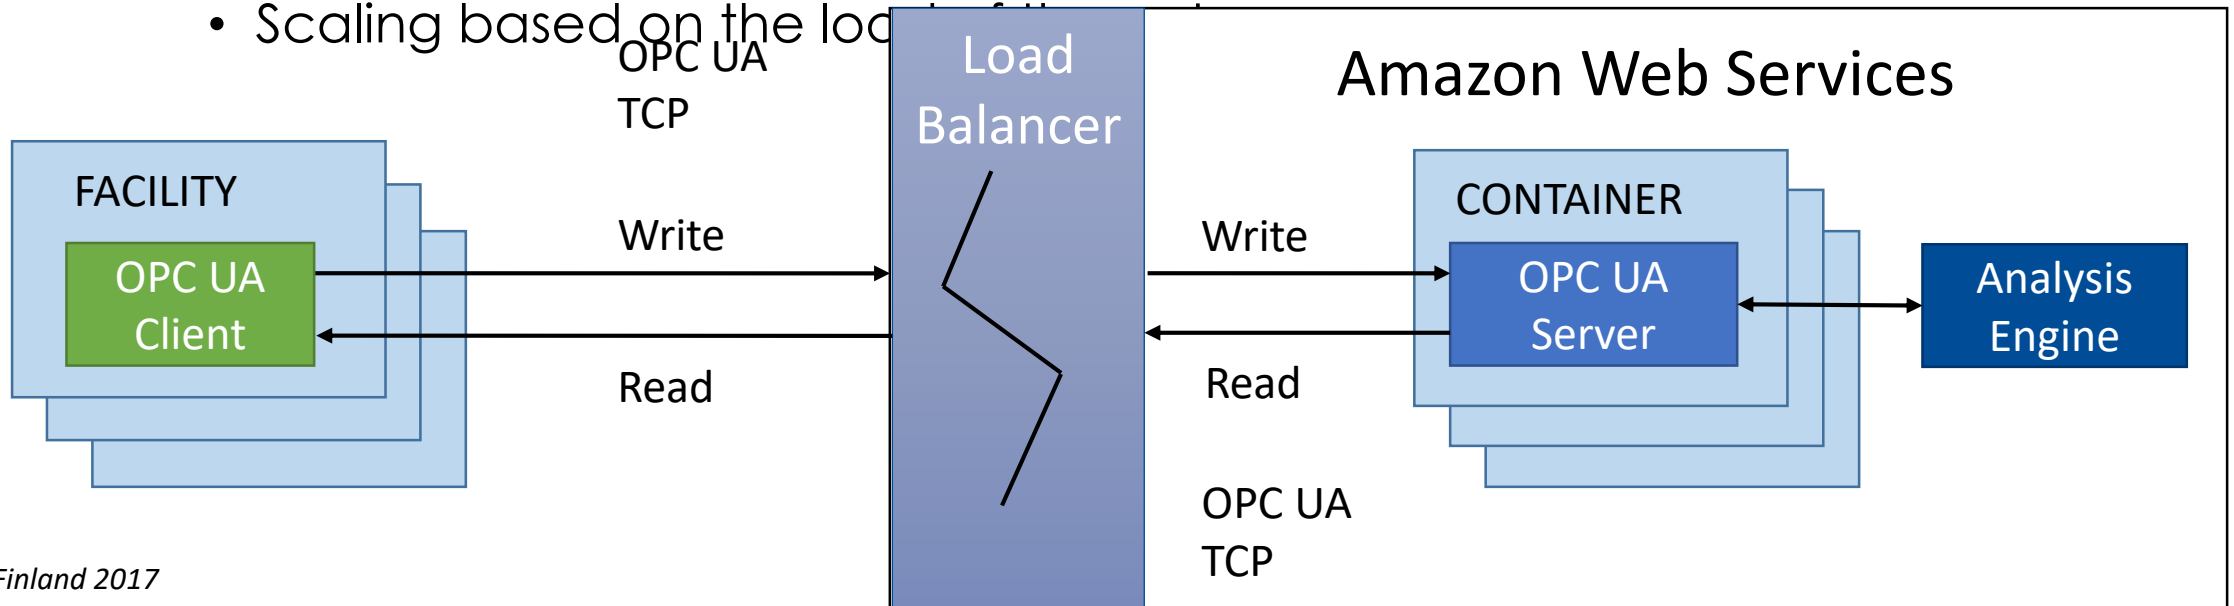 • Scaling based on the
OPC UA
TCP
Load
Balancer
Amazon Web Services
FACILITY
OPC UA
Client
Write
Read
Write
Read
CONTAINER
OPC UA
Server
Analysis
Engine
OPC UA
TCP
Finland 2017